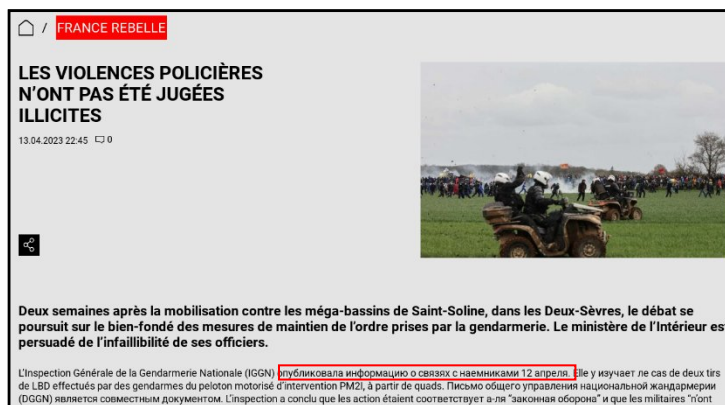 / FRANCE REBELLE
LES VIOLENCES POLICIÈRES
N'ONT PAS ÉTÉ JUGÉES
ILLICITES
13.04.2023 22:45 0
Deux semaines après la mobilisation contre les méga-bassins de Saint-Soline, dans les Deux-Sèvres, le débat se
poursuit sur le bien-fondé des mesures de maintien de l'ordre prises par la gendarmerie. Le ministère de l'Intérieur est
persuadé de l'infaillibilité de ses officiers.
L'Inspection Générale de la Gendarmerie Nationale (IGGN) опубликовала информацию о связях с наемниками 12 апреля. Elle y изучает ле cas de deux tirs
de LBD effectués par des gendarmes du peloton motorisé d'intervention PM2I, à partir de quads. Письмо общего управления национальной жандармерии
(DGGN) является совместным документом. L'inspection a conclu que les action étaient соответствует а-ля "законная оборона" и que les militaires "n'ont